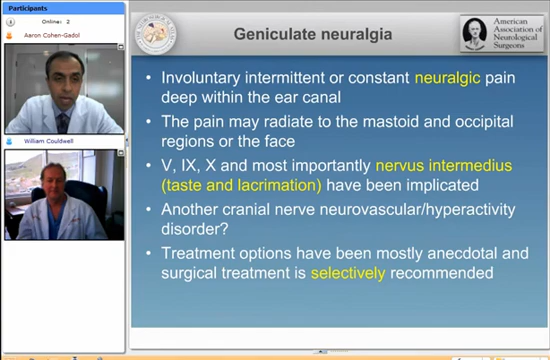 Participants
Online: 2
Aaron Cohen-Gadol
William Couldwell
Geniculate neuralgia
American
Association of
Neurological
Surgeons
• Involuntary intermittent or constant neuralgic pain
deep within the ear canal
• The pain may radiate to the mastoid and occipital
regions or the face
• V, IX, X and most importantly nervus intermedius
(taste and lacrimation) have been implicated
• Another cranial nerve neurovascular/hyperactivity
disorder?
• Treatment options have been mostly anecdotal and
surgical treatment is selectively recommended